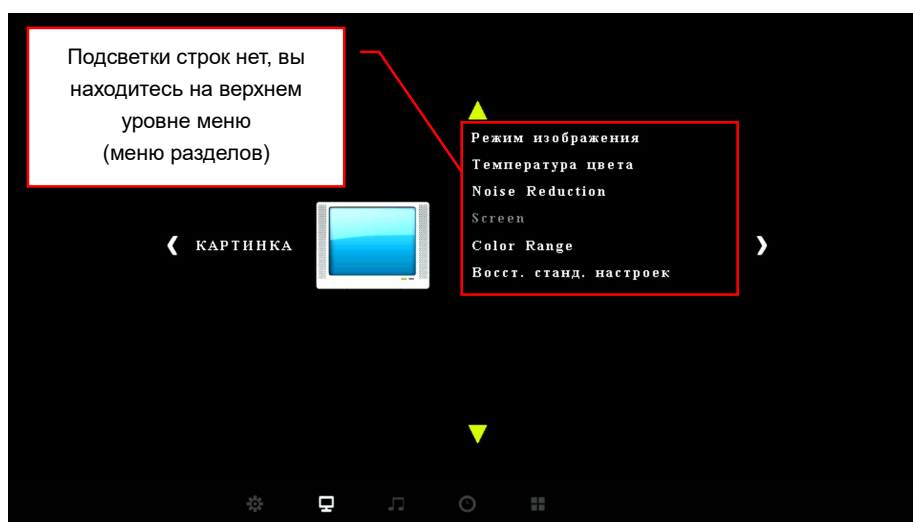 Подсветки строк нет, вы
находитесь на верхнем
уровне меню
(меню разделов)
Режим изображения
Температура цвета
Noise Reduction
Screen
КАРТИНКА
Color Range
Восст. станд. настроек